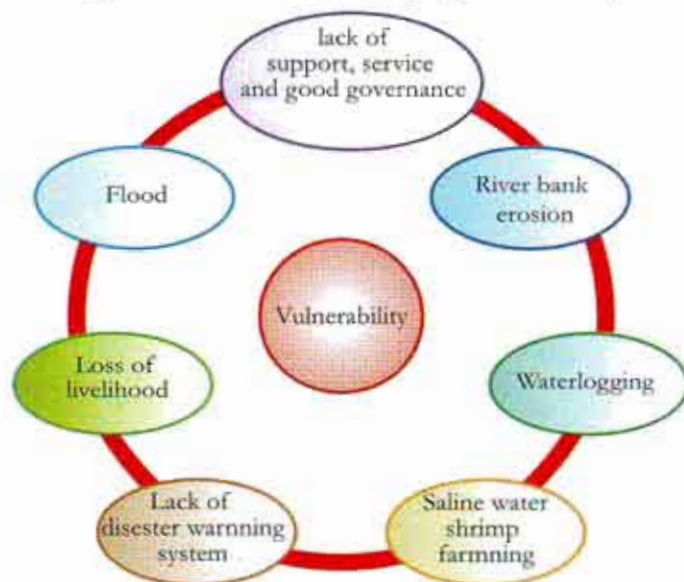 lack of
support, service
and good governance
River bank
erosion
Waterlogging
Saline water
shrimp
farmning
Lack of
disester warnning
system
Loss of
livelihood
Flood
Vulnerability